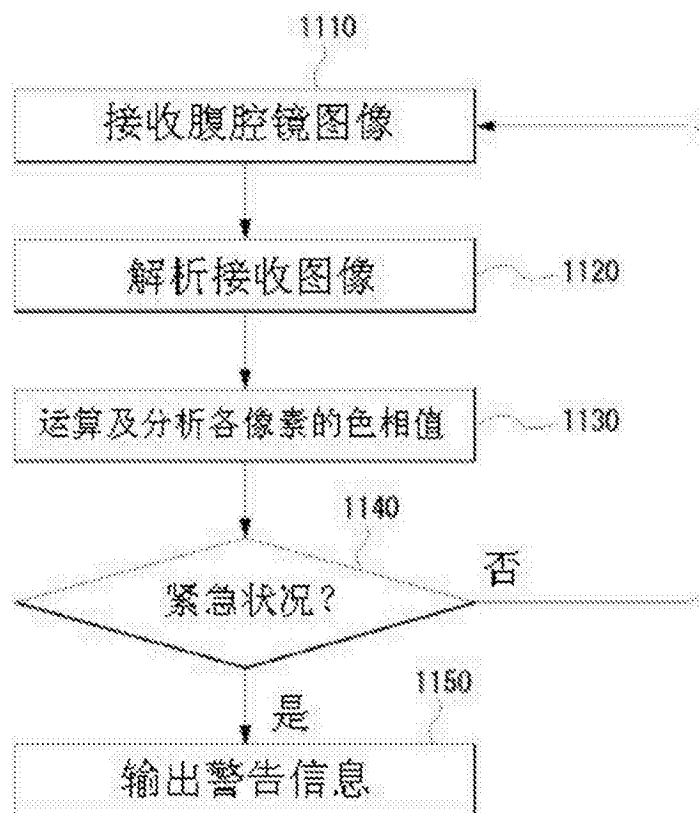 1110
接收腹腔镜图像
解析接收图像
1120
运算及分析各像素的色相值
1130
1140
紧急状况?
否
是
1150
输出警告信息